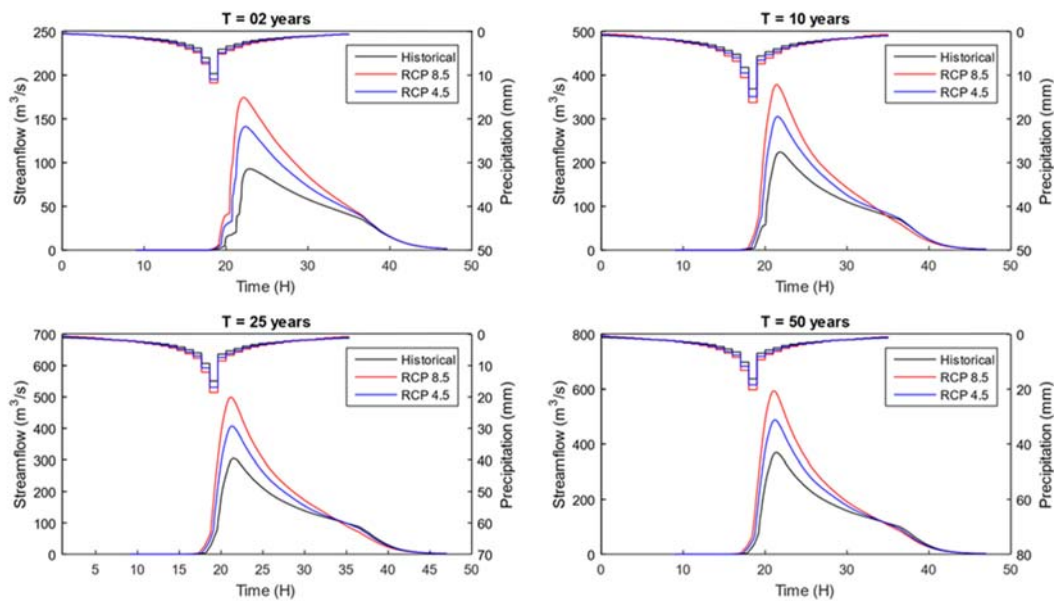 T = 02 years
250
200
150
100
50
0
Streamflow (m³/s)
0
10
20
30
40
50
Precipitation (mm)
Historical
RCP 8.5
RCP 4.5
0 10 20 30 40 50
Time (H)
T = 10 years
500
400
300
200
100
0
Streamflow (m³/s)
0
10
20
30
40
50
Precipitation (mm)
Historical
RCP 8.5
RCP 4.5
0 10 20 30 40 50
Time (H)
T = 25 years
700
600
500
400
300
200
100
0
Streamflow (m³/s)
0
10
20
30
40
50
60
70
Precipitation (mm)
Historical
RCP 8.5
RCP 4.5
5 10 15 20 25 30 35 40 45 50
Time (H)
T = 50 years
800
600
400
200
0
Streamflow (m³/s)
0
20
40
60
80
Precipitation (mm)
Historical
RCP 8.5
RCP 4.5
0 10 20 30 40 50
Time (H)